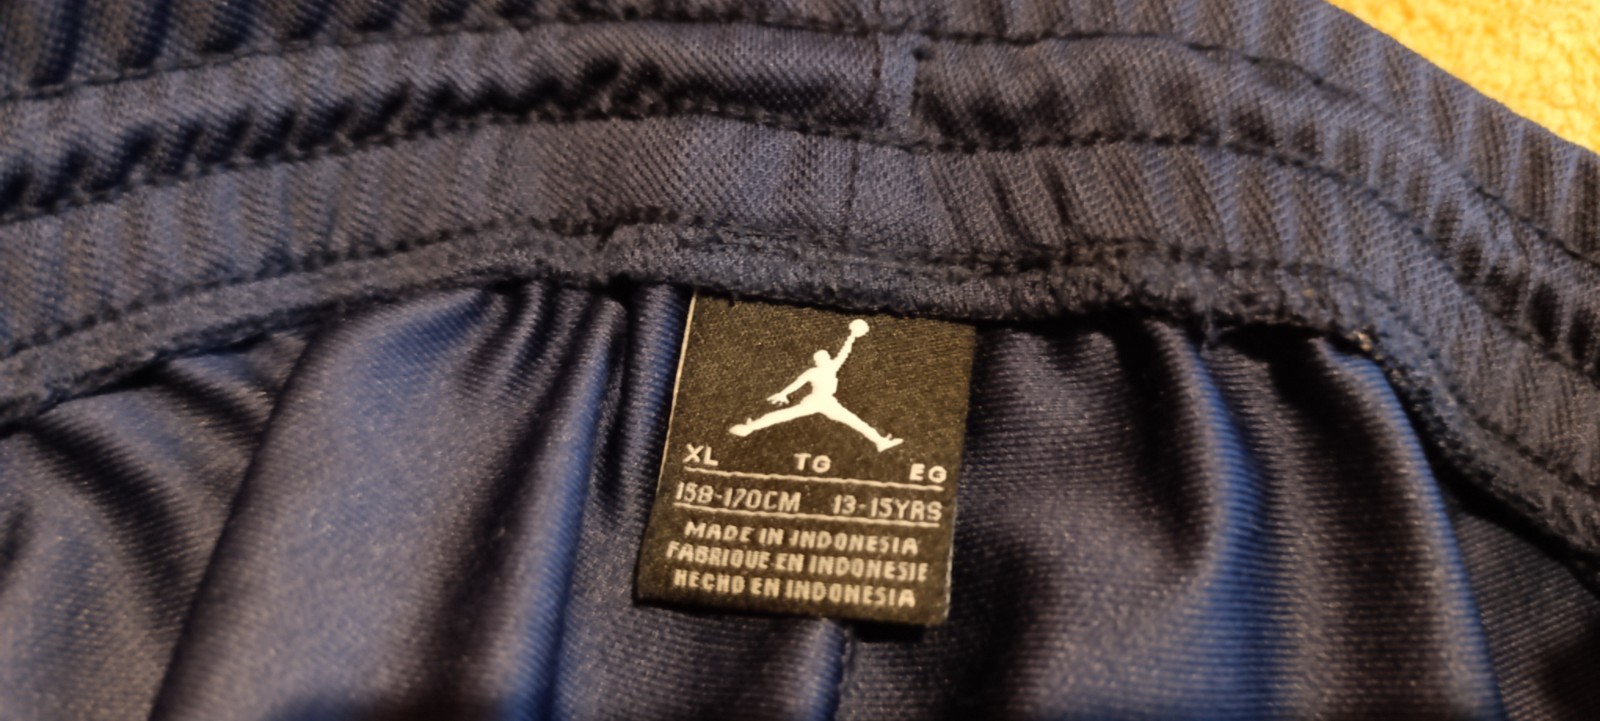 XL TG EG
158-170CM 13-15YRS
MADE IN INDONESIA
FABRIQUE EN INDONESIE
HECHO EN INDONESIA